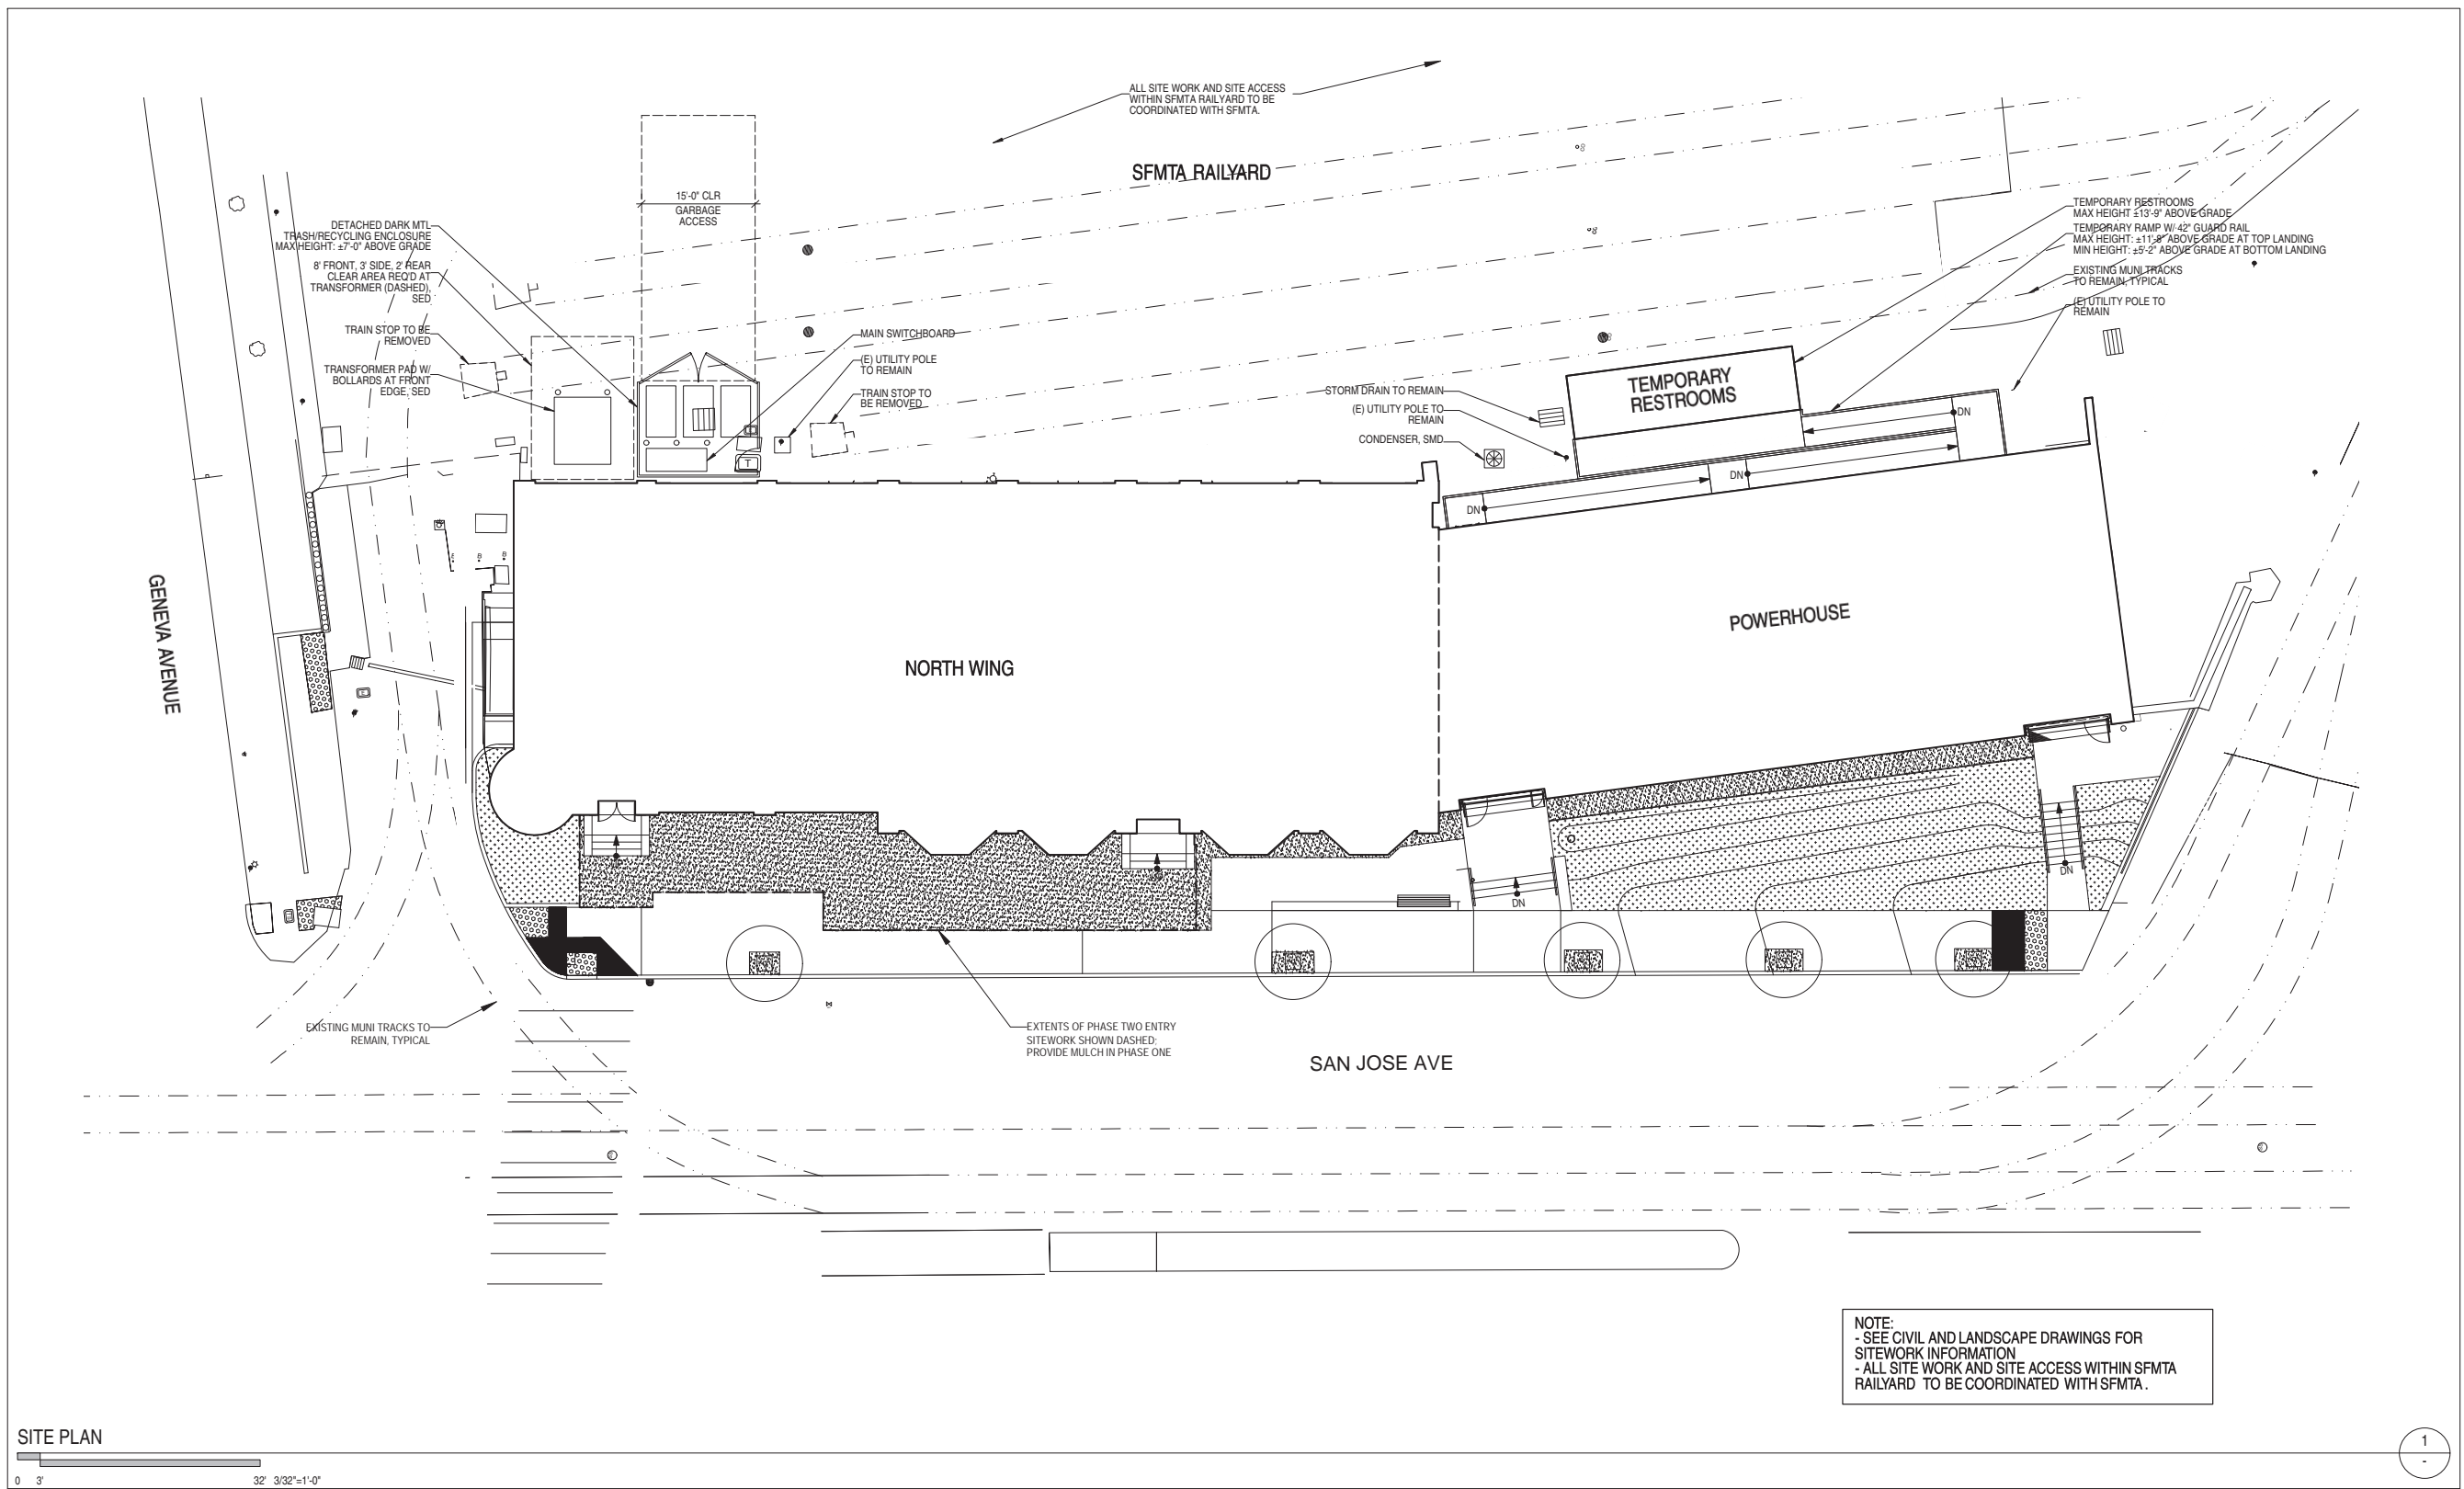 ALL SITE WORK AND SITE ACCESS
WITHIN SFMTA RAILYARD TO BE
COORDINATED WITH SFMTA.
SFMTA RAILYARD
15'-0" CLR
GARBAGE
ACCESS
DETACHED DARK MTL
TRASH/RECYCLING ENCLOSURE
MAX HEIGHT: ±7'-0" ABOVE GRADE
8' FRONT, 3' SIDE, 2' REAR
CLEAR AREA REQ'D AT
TRANSFORMER (DASHED),
SED
TRAIN STOP TO BE
REMOVED
TRANSFORMER PAD W/
BOLLARDS AT FRONT
EDGE, SED
MAIN SWITCHBOARD
(E) UTILITY POLE
TO REMAIN
TRAIN STOP TO
BE REMOVED
T
TEMPORARY RESTROOMS
MAX HEIGHT ±13'-9" ABOVE GRADE
TEMPORARY RAMP W/ 42" GUARD RAIL
MAX HEIGHT: ±11'-8" ABOVE GRADE AT TOP LANDING
MIN HEIGHT: ±5'-2" ABOVE GRADE AT BOTTOM LANDING
EXISTING MUNI TRACKS
TO REMAIN, TYPICAL
(E) UTILITY POLE TO
REMAIN
STORM DRAIN TO REMAIN
(E) UTILITY POLE TO
REMAIN
CONDENSER, SMD
TEMPORARY
RESTROOMS
DN
DN
DN
GENEVA AVENUE
NORTH WING
POWERHOUSE
DN
DN
EXISTING MUNI TRACKS TO
REMAIN, TYPICAL
EXTENTS OF PHASE TWO ENTRY
SITEWORK SHOWN DASHED;
PROVIDE MULCH IN PHASE ONE
SAN JOSE AVE
NOTE:
- SEE CIVIL AND LANDSCAPE DRAWINGS FOR
SITEWORK INFORMATION
- ALL SITE WORK AND SITE ACCESS WITHIN SFMTA
RAILYARD TO BE COORDINATED WITH SFMTA.
SITE PLAN
0 3' 32' 3/32"=1'-0"
1
-